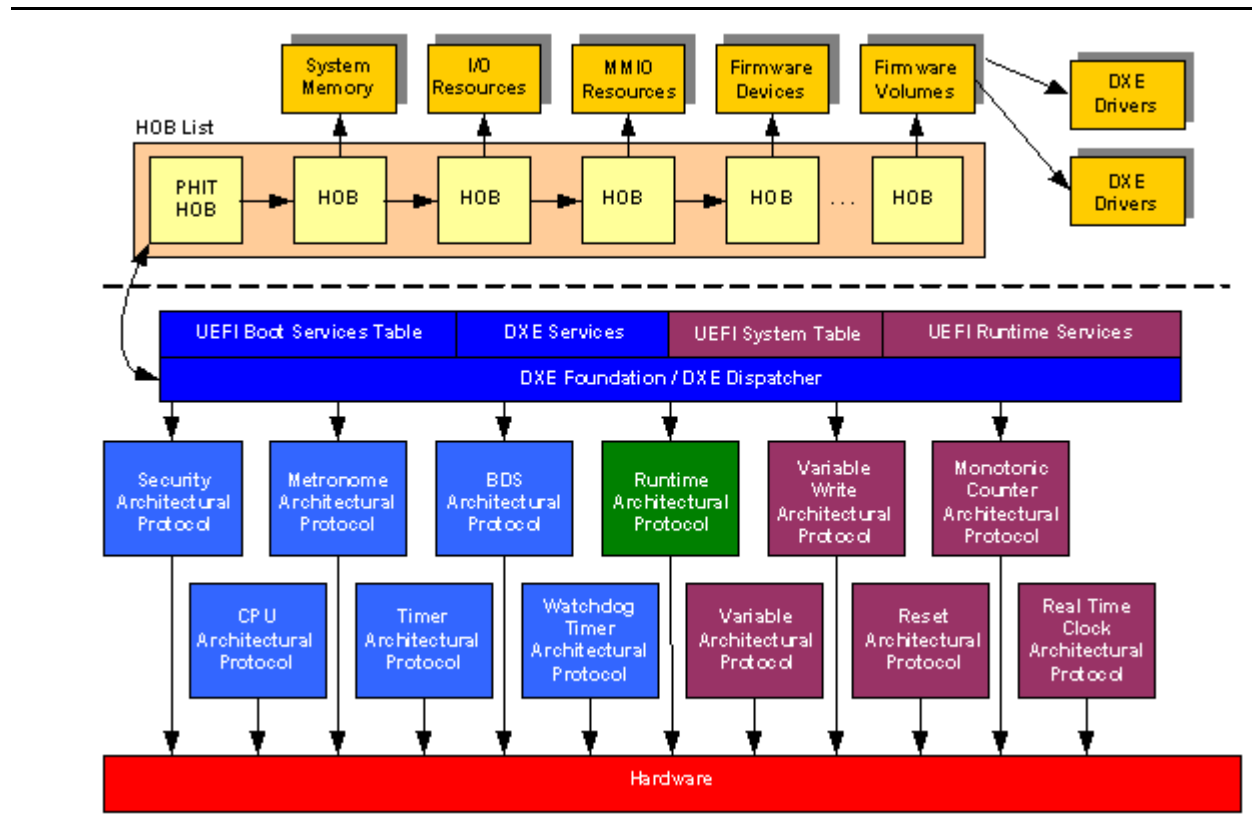 System
Memory
I/O
Resources
MMIO
Resources
Firmware
Devices
Firmware
Volumes
DXE
Drivers
HOB List
PHIT
HOB
HOB
HOB
HOB
HOB
...
HOB
DXE
Drivers
UEFI Boot Services Table
DXE Services
UEFI System Table
UEFI Runtime Services
DXE Foundation / DXE Dispatcher
Security
Architectural
Protocol
Metronome
Architectural
Protocol
BDS
Architectural
Protocol
Runtime
Architectural
Protocol
Variable
Write
Architectural
Protocol
Monotonic
Counter
Architectural
Protocol
CPU
Architectural
Protocol
Timer
Architectural
Protocol
Watchdog
Timer
Architectural
Protocol
Variable
Architectural
Protocol
Reset
Architectural
Protocol
Real Time
Clock
Architectural
Protocol
Hardware